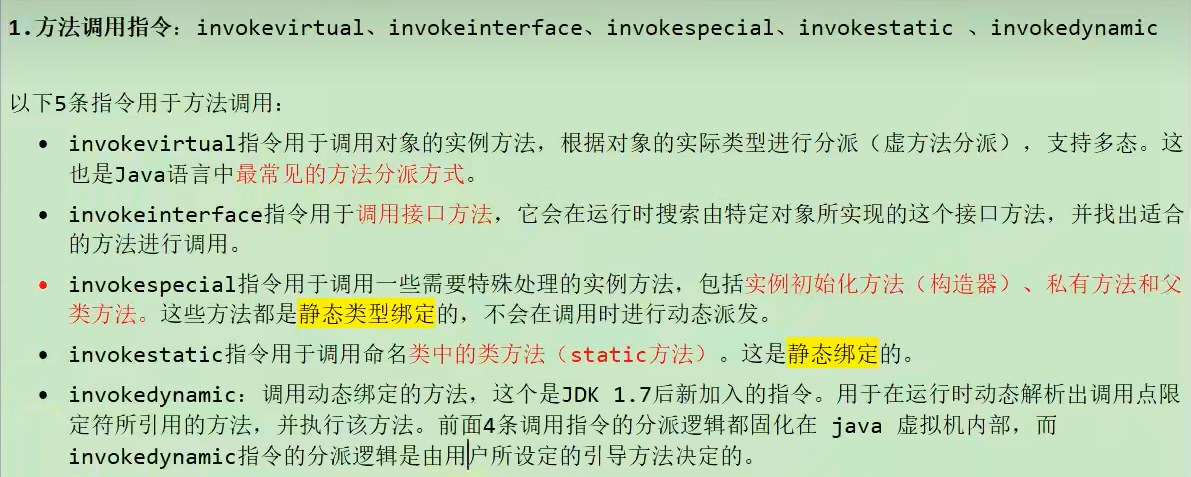 1.方法调用指令：invokevirtual、invokeinterface、invokespecial、invokestatic 、invokedynamic
以下5条指令用于方法调用：
• invokevirtual指令用于调用对象的实例方法，根据对象的实际类型进行分派（虚方法分派），支持多态。这
也是Java语言中最常见的方法分派方式。
• invokeinterface指令用于调用接口方法，它会在运行时搜索由特定对象所实现的这个接口方法，并找出适合
的方法进行调用。
• invokespecial指令用于调用一些需要特殊处理的实例方法，包括实例初始化方法（构造器）、私有方法和父
类方法。这些方法都是静态类型绑定的，不会在调用时进行动态派发。
• invokestatic指令用于调用命名类中的类方法（static方法）。这是静态绑定的。
• invokedynamic：调用动态绑定的方法，这个是JDK 1.7后新加入的指令。用于在运行时动态解析出调用点限
定符所引用的方法，并执行该方法。前面4条调用指令的分派逻辑都固化在 java 虚拟机内部，而
invokedynamic指令的分派逻辑是由用户所设定的引导方法决定的。